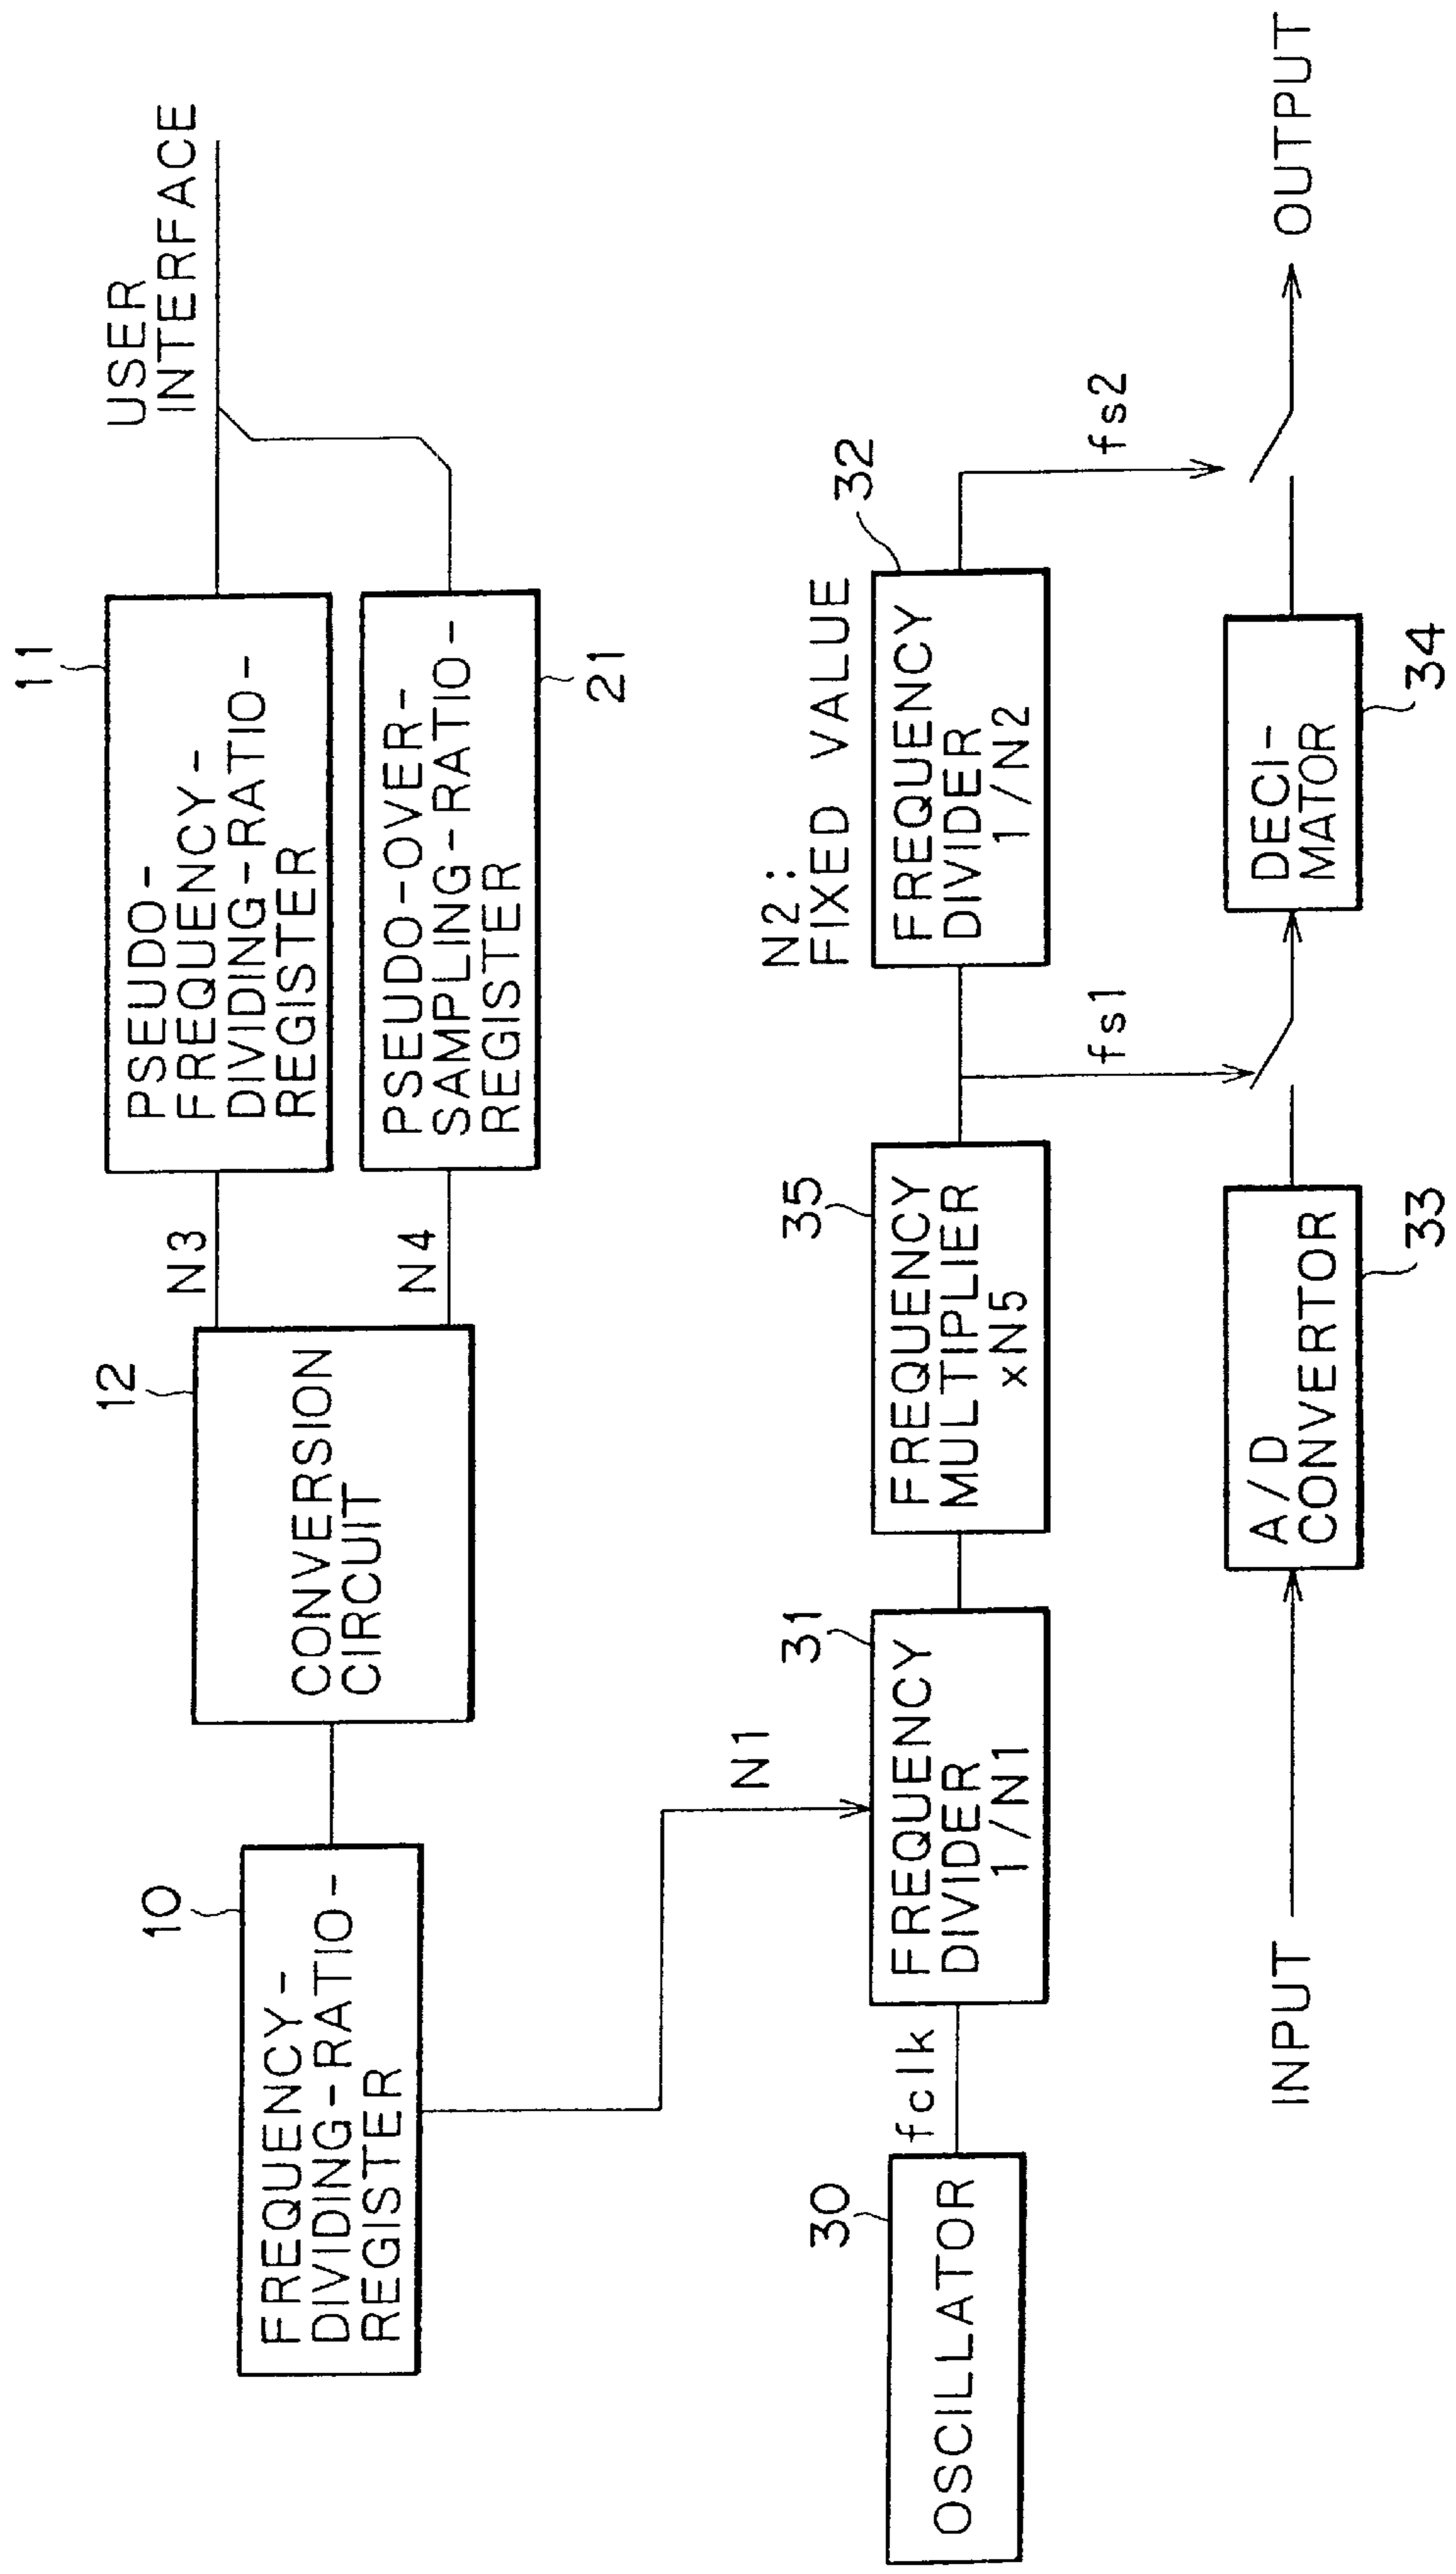 USER
INTERFACE
11
PSEUDO-
FREQUENCY-
DIVIDING-RATIO-
REGISTER
PSEUDO-OVER-
SAMPLING-RATIO-
REGISTER
21
N3
N4
12
CONVERSION
CIRCUIT
10
FREQUENCY-
DIVIDING-RATIO-
REGISTER
N1
30
OSCILLATOR
fclk
31
FREQUENCY
DIVIDER
1/N1
35
FREQUENCY
MULTIPLIER
xN5
N2:
FIXED VALUE
32
FREQUENCY
DIVIDER
1/N2
fs1
fs2
INPUT
A/D
CONVERTOR
33
DECI-
MATOR
34
OUTPUT